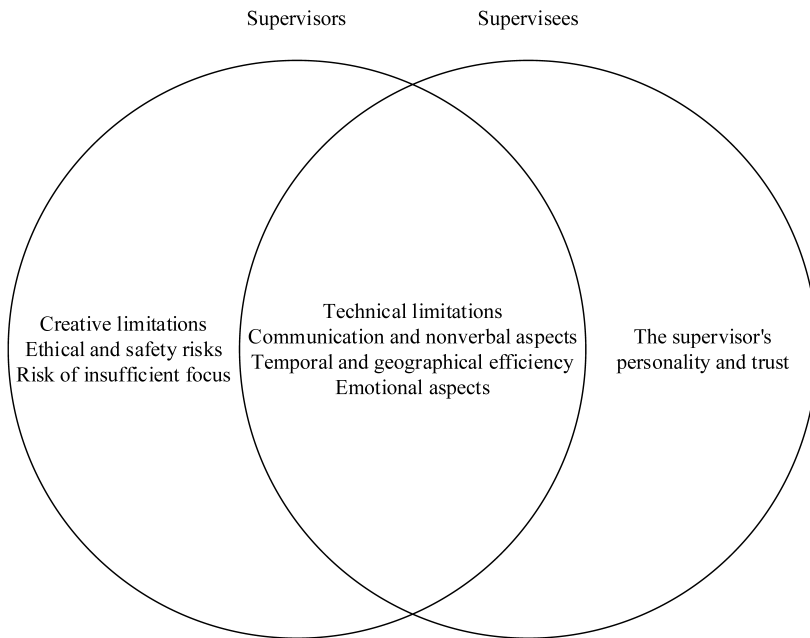 Supervisors
Supervisees
Creative limitations
Ethical and safety risks
Risk of insufficient focus
Technical limitations
Communication and nonverbal aspects
Temporal and geographical efficiency
Emotional aspects
The supervisor's
personality and trust